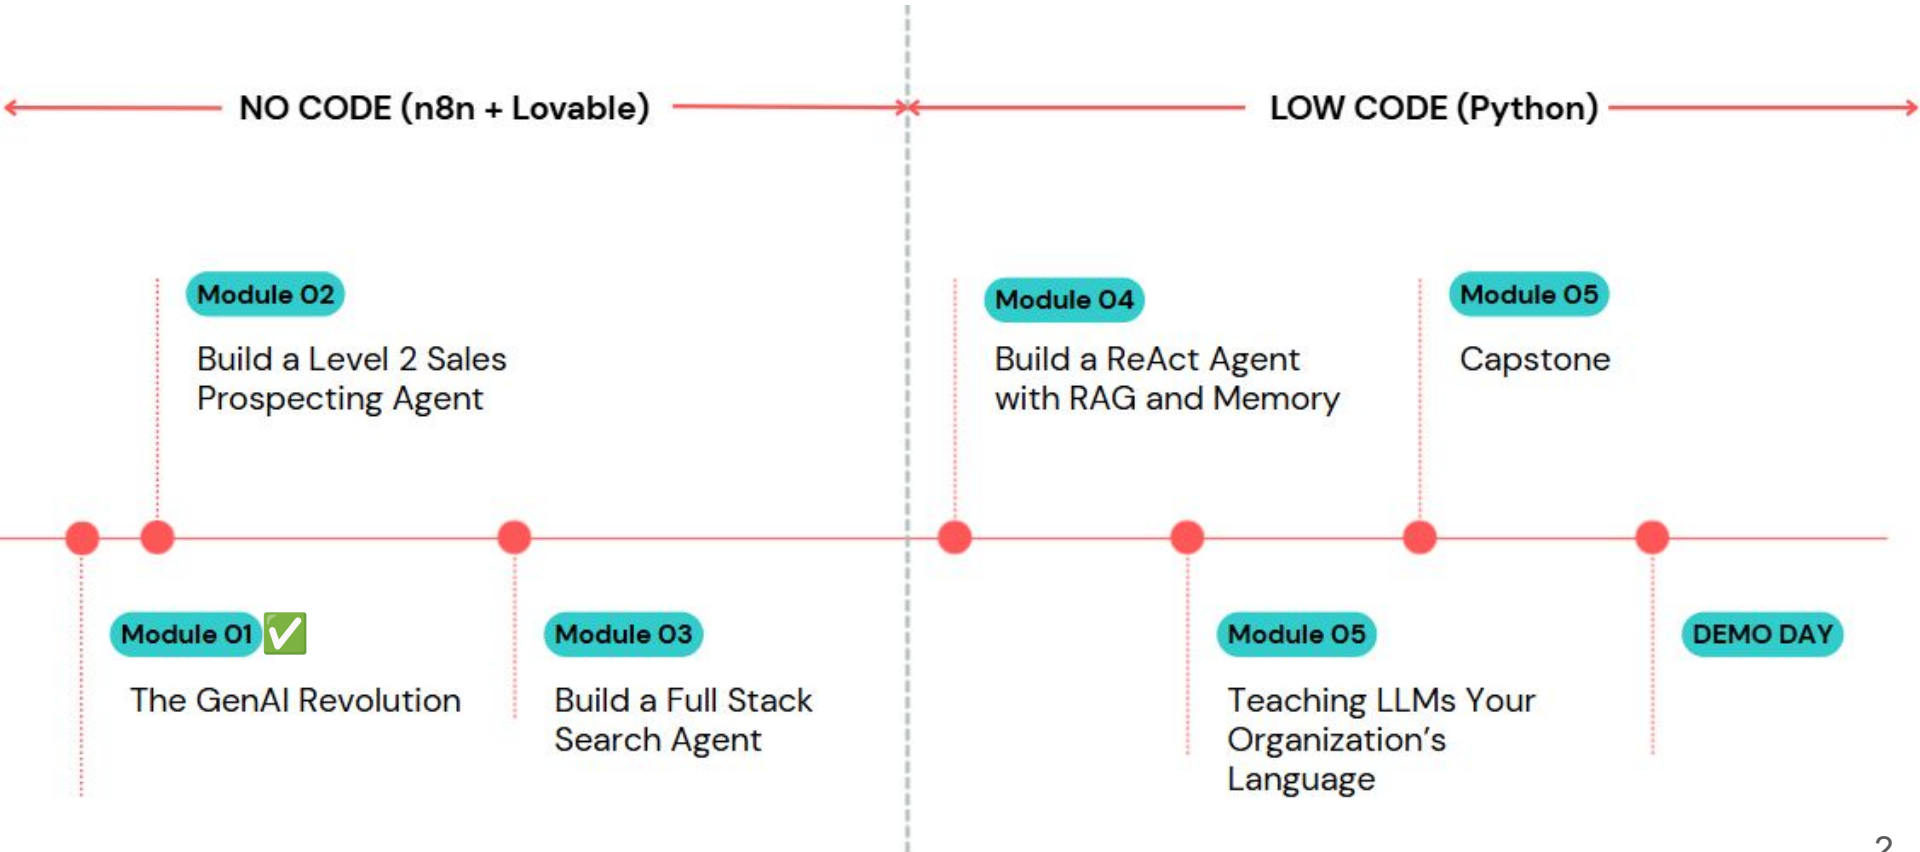 NO CODE (n8n + Lovable)
LOW CODE (Python)
Module 02
Build a Level 2 Sales
Prospecting Agent
Module 04
Build a ReAct Agent
with RAG and Memory
Module 05
Capstone
Module 01✅
The GenAI Revolution
Module 03
Build a Full Stack
Search Agent
Module 05
Teaching LLMs Your
Organization’s
Language
DEMO DAY
2